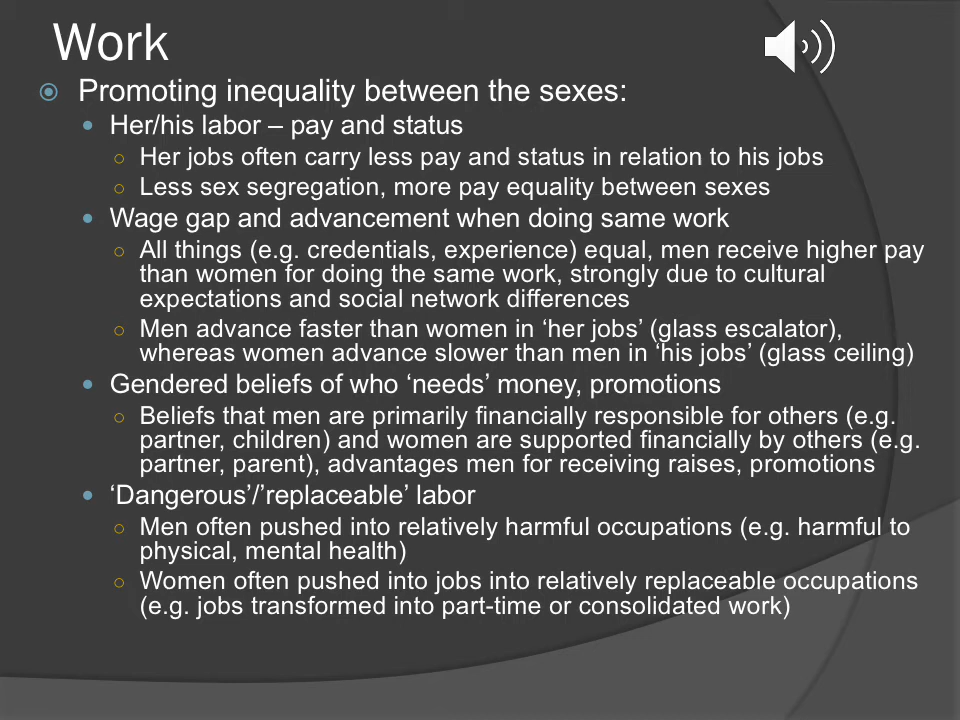 Work
Promoting inequality between the sexes:
Her/his labor – pay and status
Her jobs often carry less pay and status in relation to his jobs
Less sex segregation, more pay equality between sexes
Wage gap and advancement when doing same work
All things (e.g. credentials, experience) equal, men receive higher pay
than women for doing the same work, strongly due to cultural
expectations and social network differences
Men advance faster than women in ‘her jobs’ (glass escalator),
whereas women advance slower than men in ‘his jobs’ (glass ceiling)
Gendered beliefs of who ‘needs’ money, promotions
Beliefs that men are primarily financially responsible for others (e.g.
partner, children) and women are supported financially by others (e.g.
partner, parent), advantages men for receiving raises, promotions
‘Dangerous’/’replaceable’ labor
Men often pushed into relatively harmful occupations (e.g. harmful to
physical, mental health)
Women often pushed into jobs into relatively replaceable occupations
(e.g. jobs transformed into part-time or consolidated work)